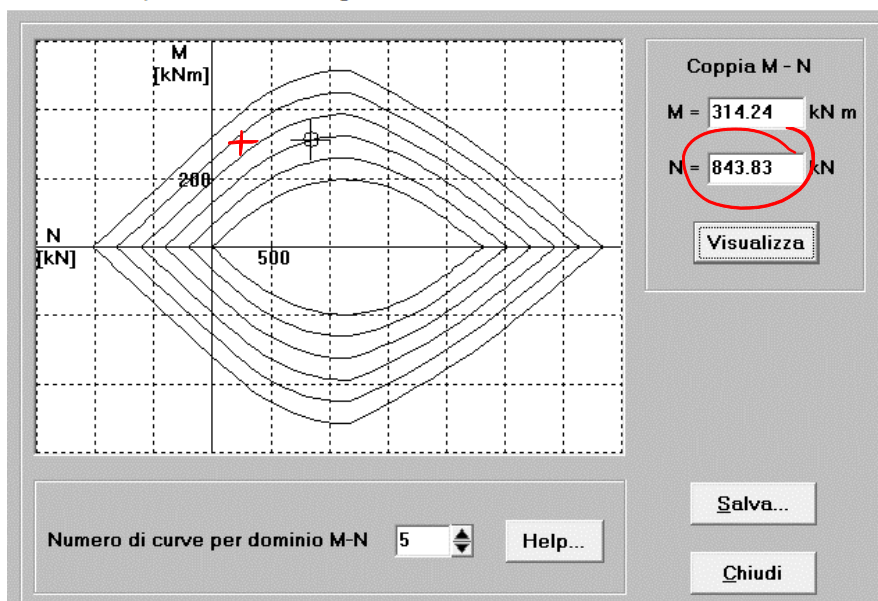 M
[kNm]
200
N
[kN]
500
Coppia M - N
M = 314.24 kN m
N = 843.83 kN
Visualizza
Numero di curve per dominio M-N 5 Help...
Salva...
Chiudi